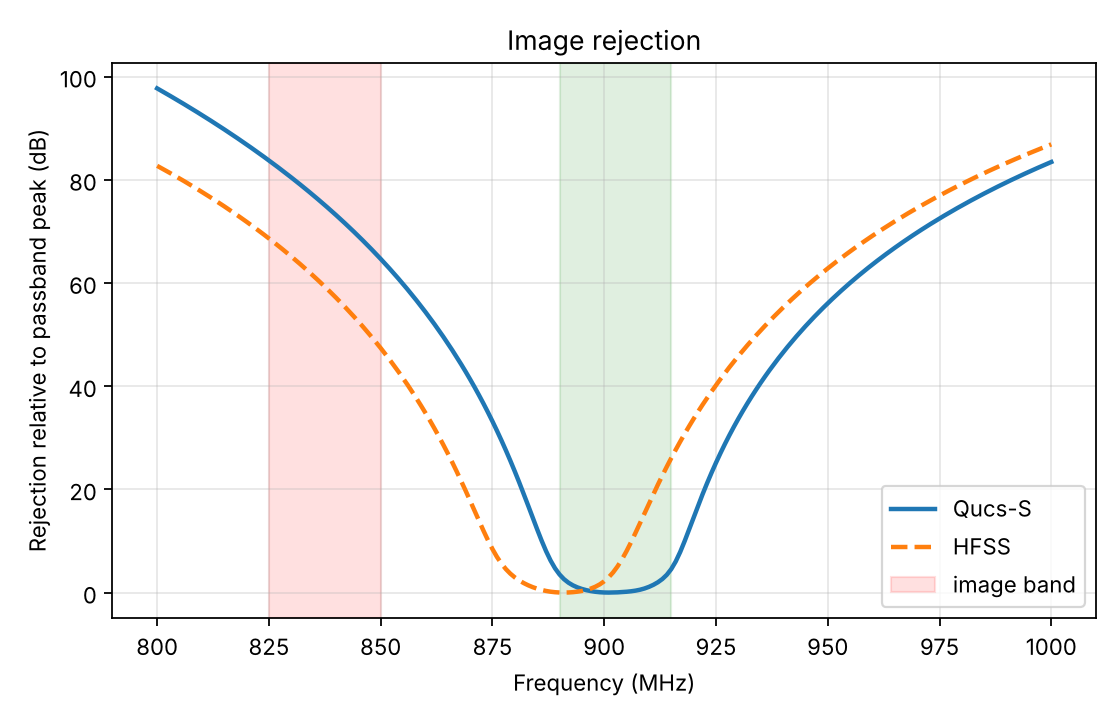 Image rejection
Rejection relative to passband peak (dB)
100
80
60
40
20
0
800
825
850
875
900
925
950
975
1000
Frequency (MHz)
Qucs-S
HFSS
image band